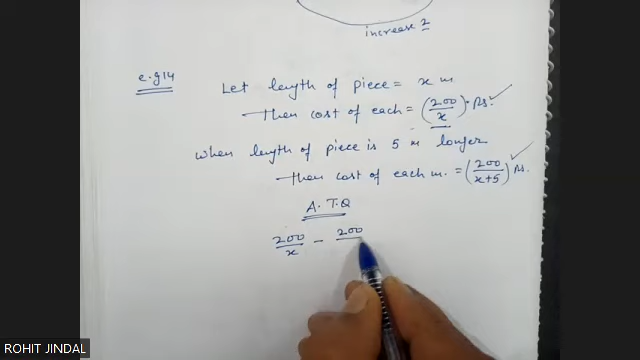 increase 2
e.g14
Let length of piece = x m
Then cost of each = (200/x) . Rs.
When length of piece is 5 m longer
Then cost of each m. = (200/x+5) Rs.
A.T.Q
200/x - 200
ROHIT JINDAL